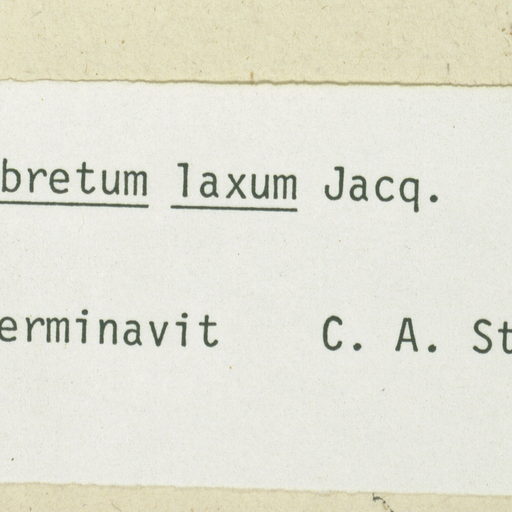 bretum laxum Jacq.
erminavit C. A. St